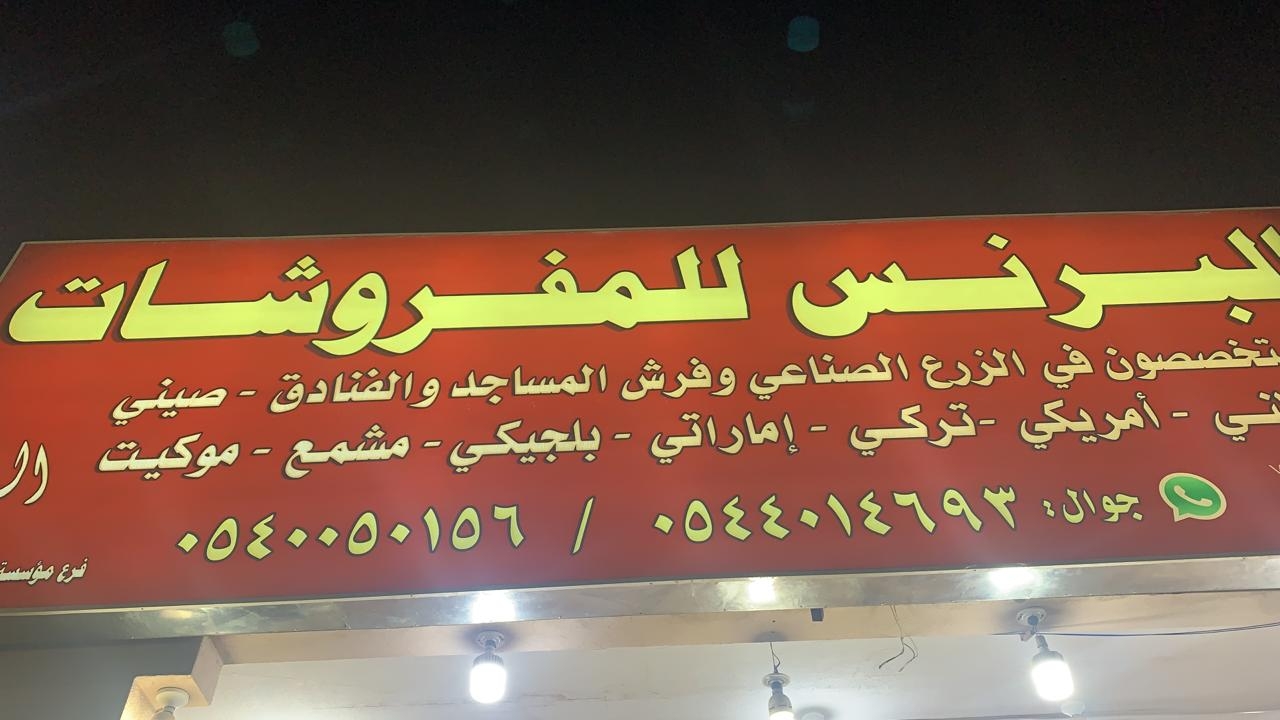 البرنس للمفروشات
متخصصون في الزرع الصناعي وفرش المساجد والفنادق - صيني
- أمريكي - تركي - إماراتي - بلجيكي - مشمع - موكيت
جوال: ٠٥٤٤٠١٤٦٩٣ / ٠٥٤٠٠٥٠١٥٦
فرع مؤسسة